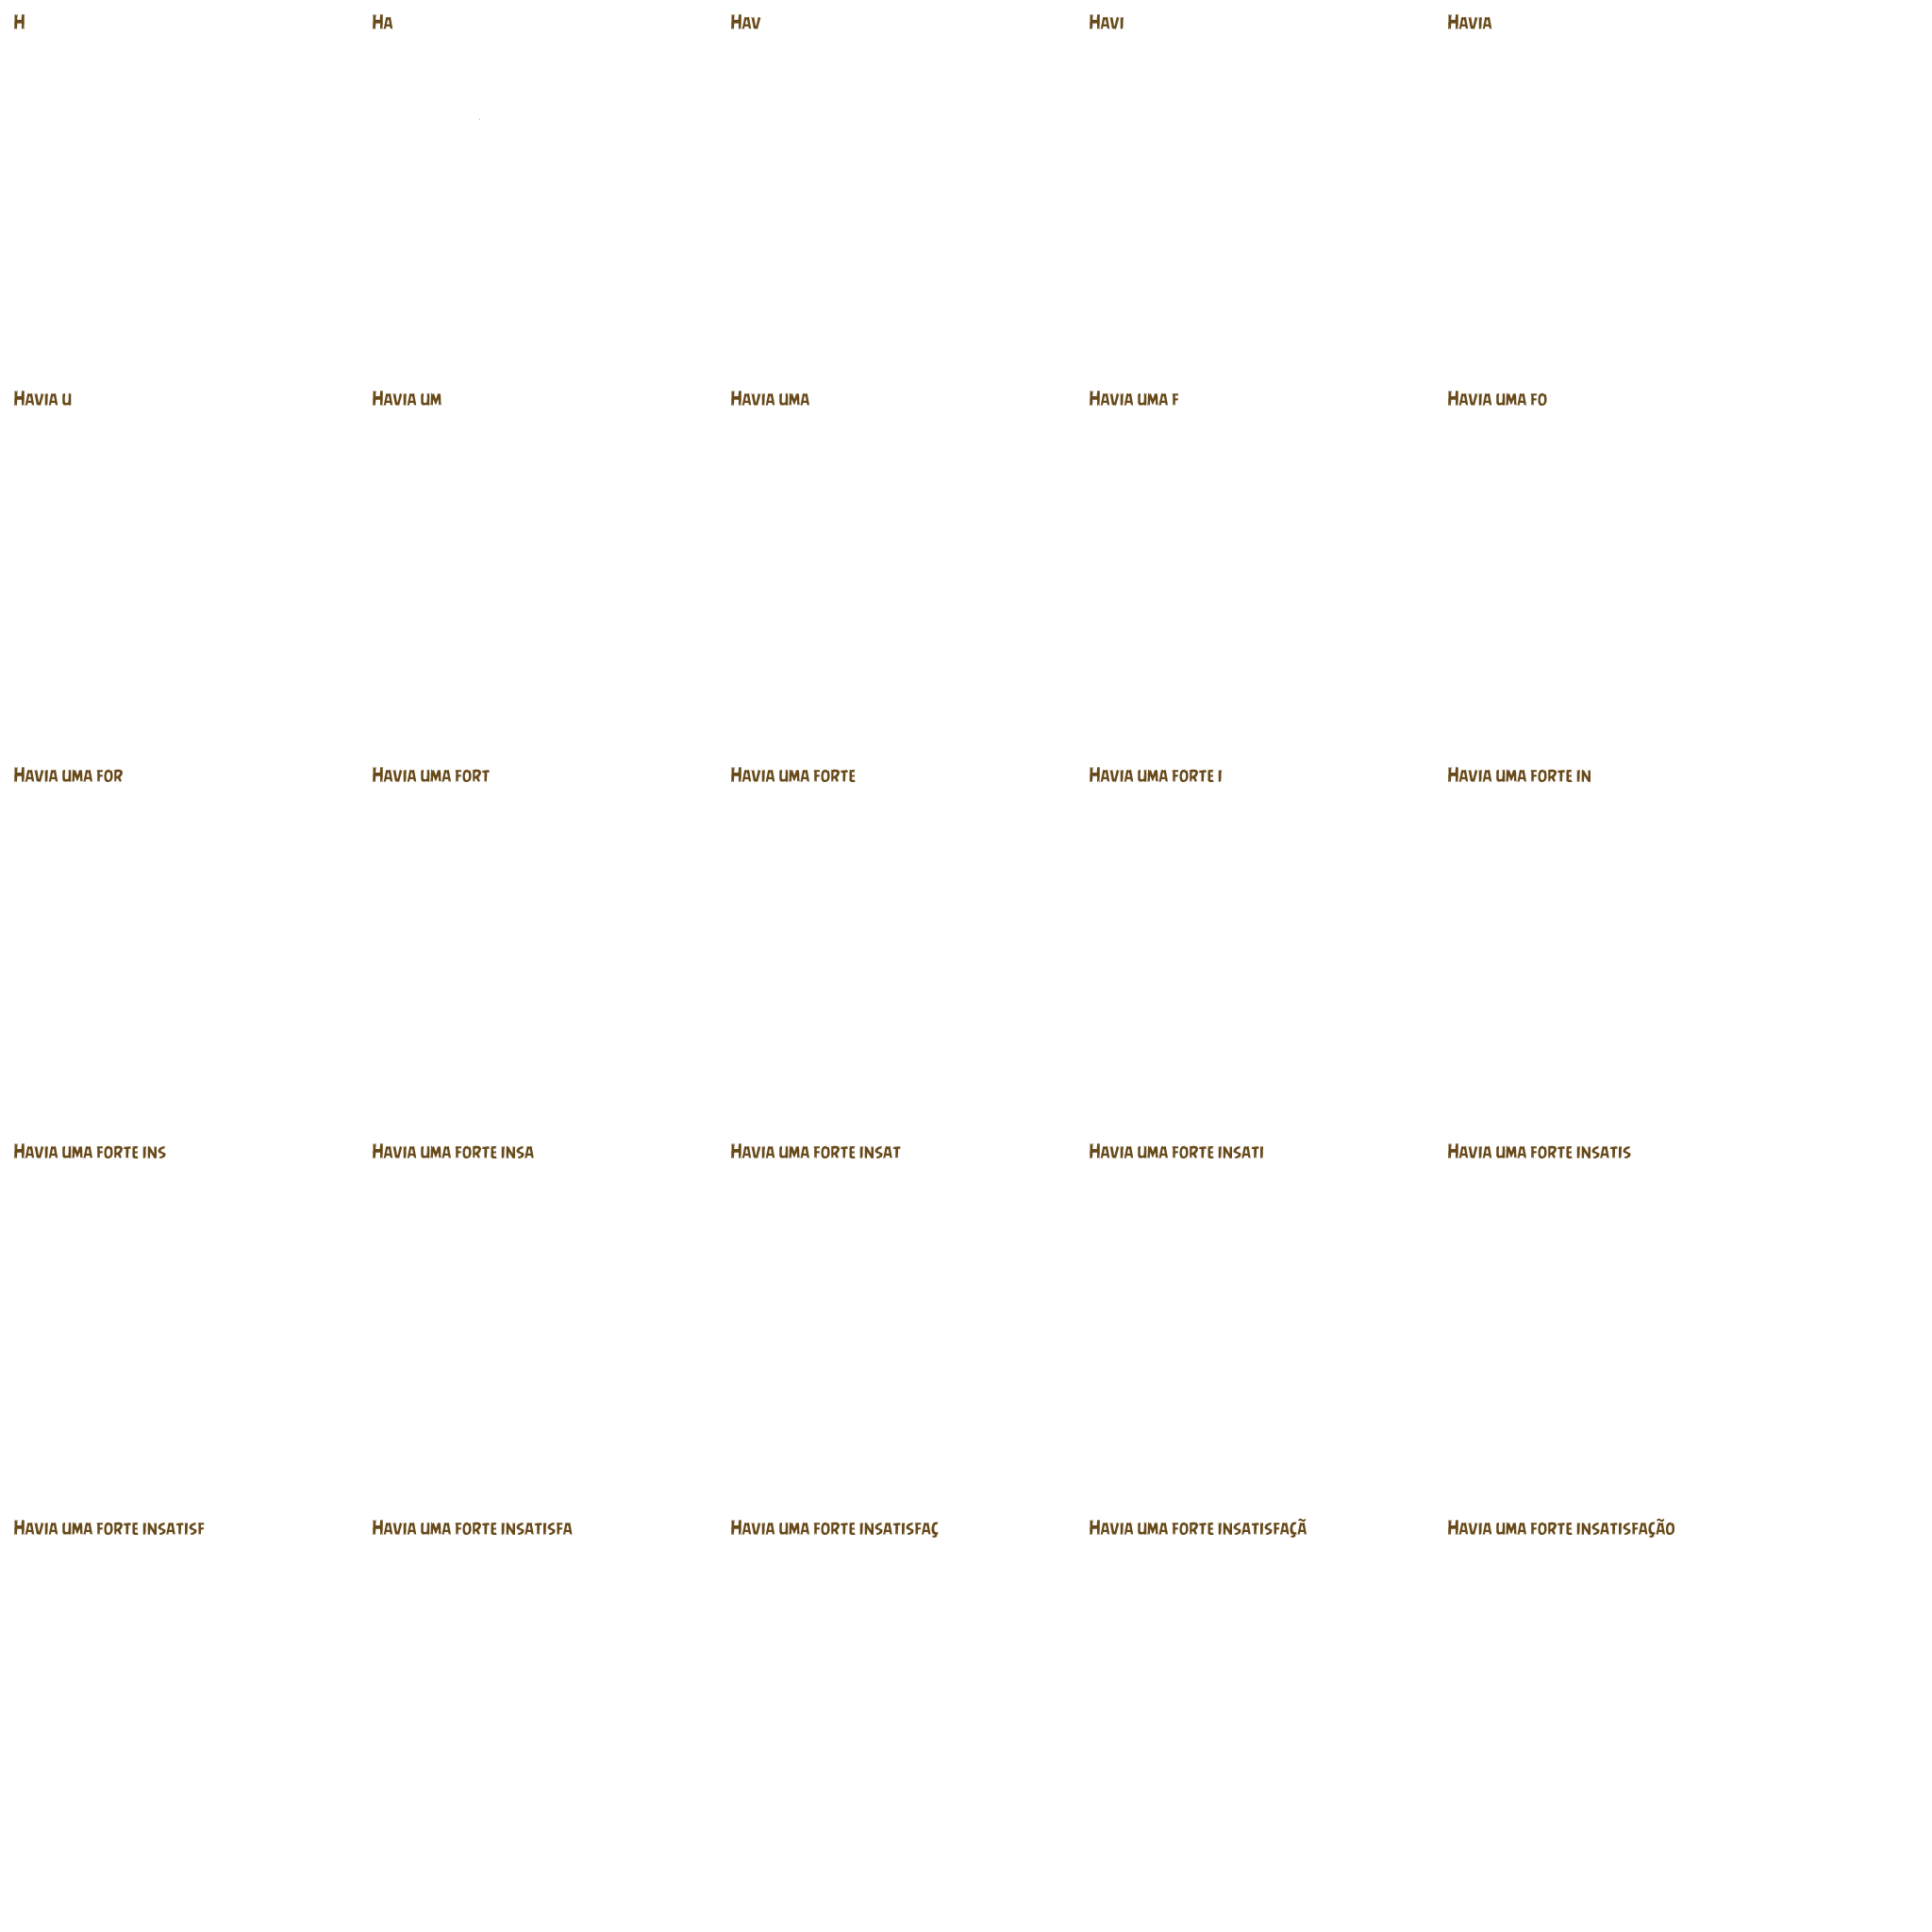 H
Ha
Hav
Havi
Havia
Havia u
Havia um
Havia uma
Havia uma f
Havia uma fo
Havia uma for
Havia uma fort
Havia uma forte
Havia uma forte i
Havia uma forte in
Havia uma forte ins
Havia uma forte insa
Havia uma forte insat
Havia uma forte insati
Havia uma forte insatis
Havia uma forte insatisf
Havia uma forte insatisfa
Havia uma forte insatisfaç
Havia uma forte insatisfaçã
Havia uma forte insatisfação